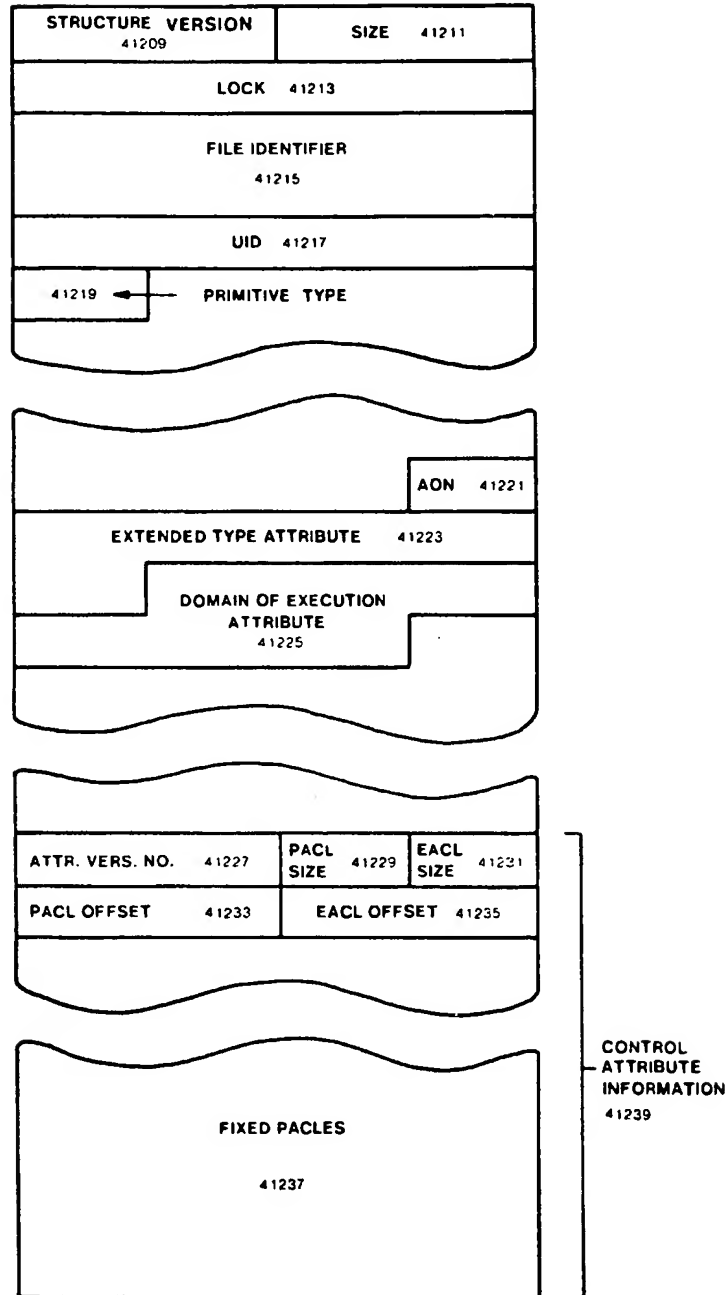 STRUCTURE VERSION
41209
SIZE 41211
LOCK 41213
FILE IDENTIFIER
41215
UID 41217
41219 PRIMITIVE TYPE
AON 41221
EXTENDED TYPE ATTRIBUTE 41223
DOMAIN OF EXECUTION
ATTRIBUTE
41225
ATTR. VERS. NO. 41227
PACL
SIZE 41229
EACL
SIZE 41231
PACL OFFSET 41233
EACL OFFSET 41235
CONTROL
ATTRIBUTE
INFORMATION
41239
FIXED PACLES
41237